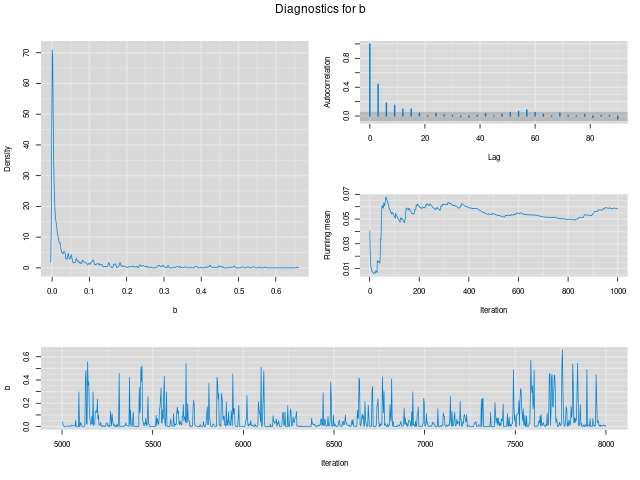 Diagnostics for b
Density
0 10 20 30 40 50 60 70
0.0 0.1 0.2 0.3 0.4 0.5 0.6
b
Autocorrelation
0.0 0.4 0.8
0 20 40 60 80
Lag
Running mean
0.01 0.03 0.05 0.07
0 200 400 600 800 1000
Iteration
b
0.0 0.2 0.4 0.6
5000 5500 6000 6500 7000 7500 8000
Iteration